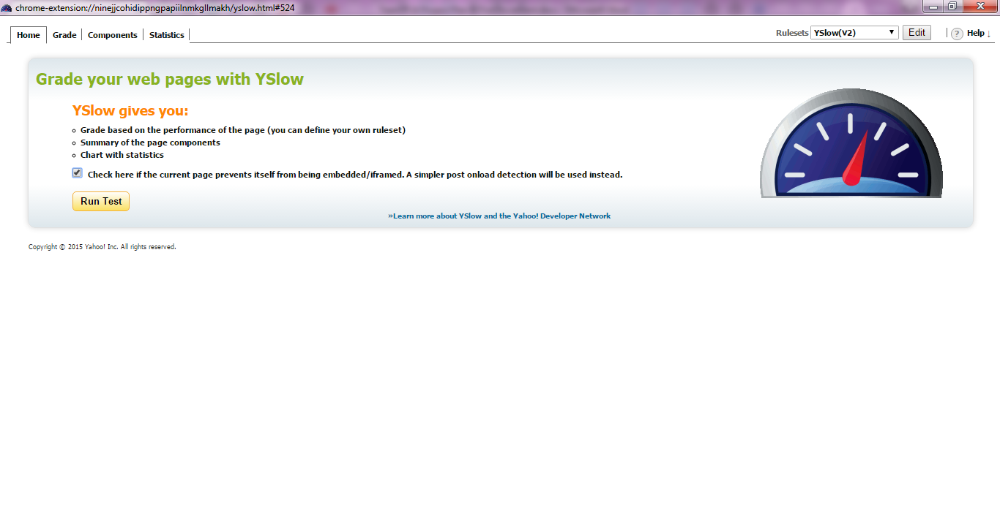 chrome-extension://ninejjcohidippngpapiilnmkgllmakh/yslow.html#524
Home Grade Components Statistics Rulesets YSlow(V2) Edit ? Help ↓
Grade your web pages with YSlow
YSlow gives you:
Grade based on the performance of the page (you can define your own ruleset)
Summary of the page components
Chart with statistics
Check here if the current page prevents itself from being embedded/iframed. A simpler post onload detection will be used instead.
Run Test
»Learn more about YSlow and the Yahoo! Developer Network
Copyright © 2015 Yahoo! Inc. All rights reserved.